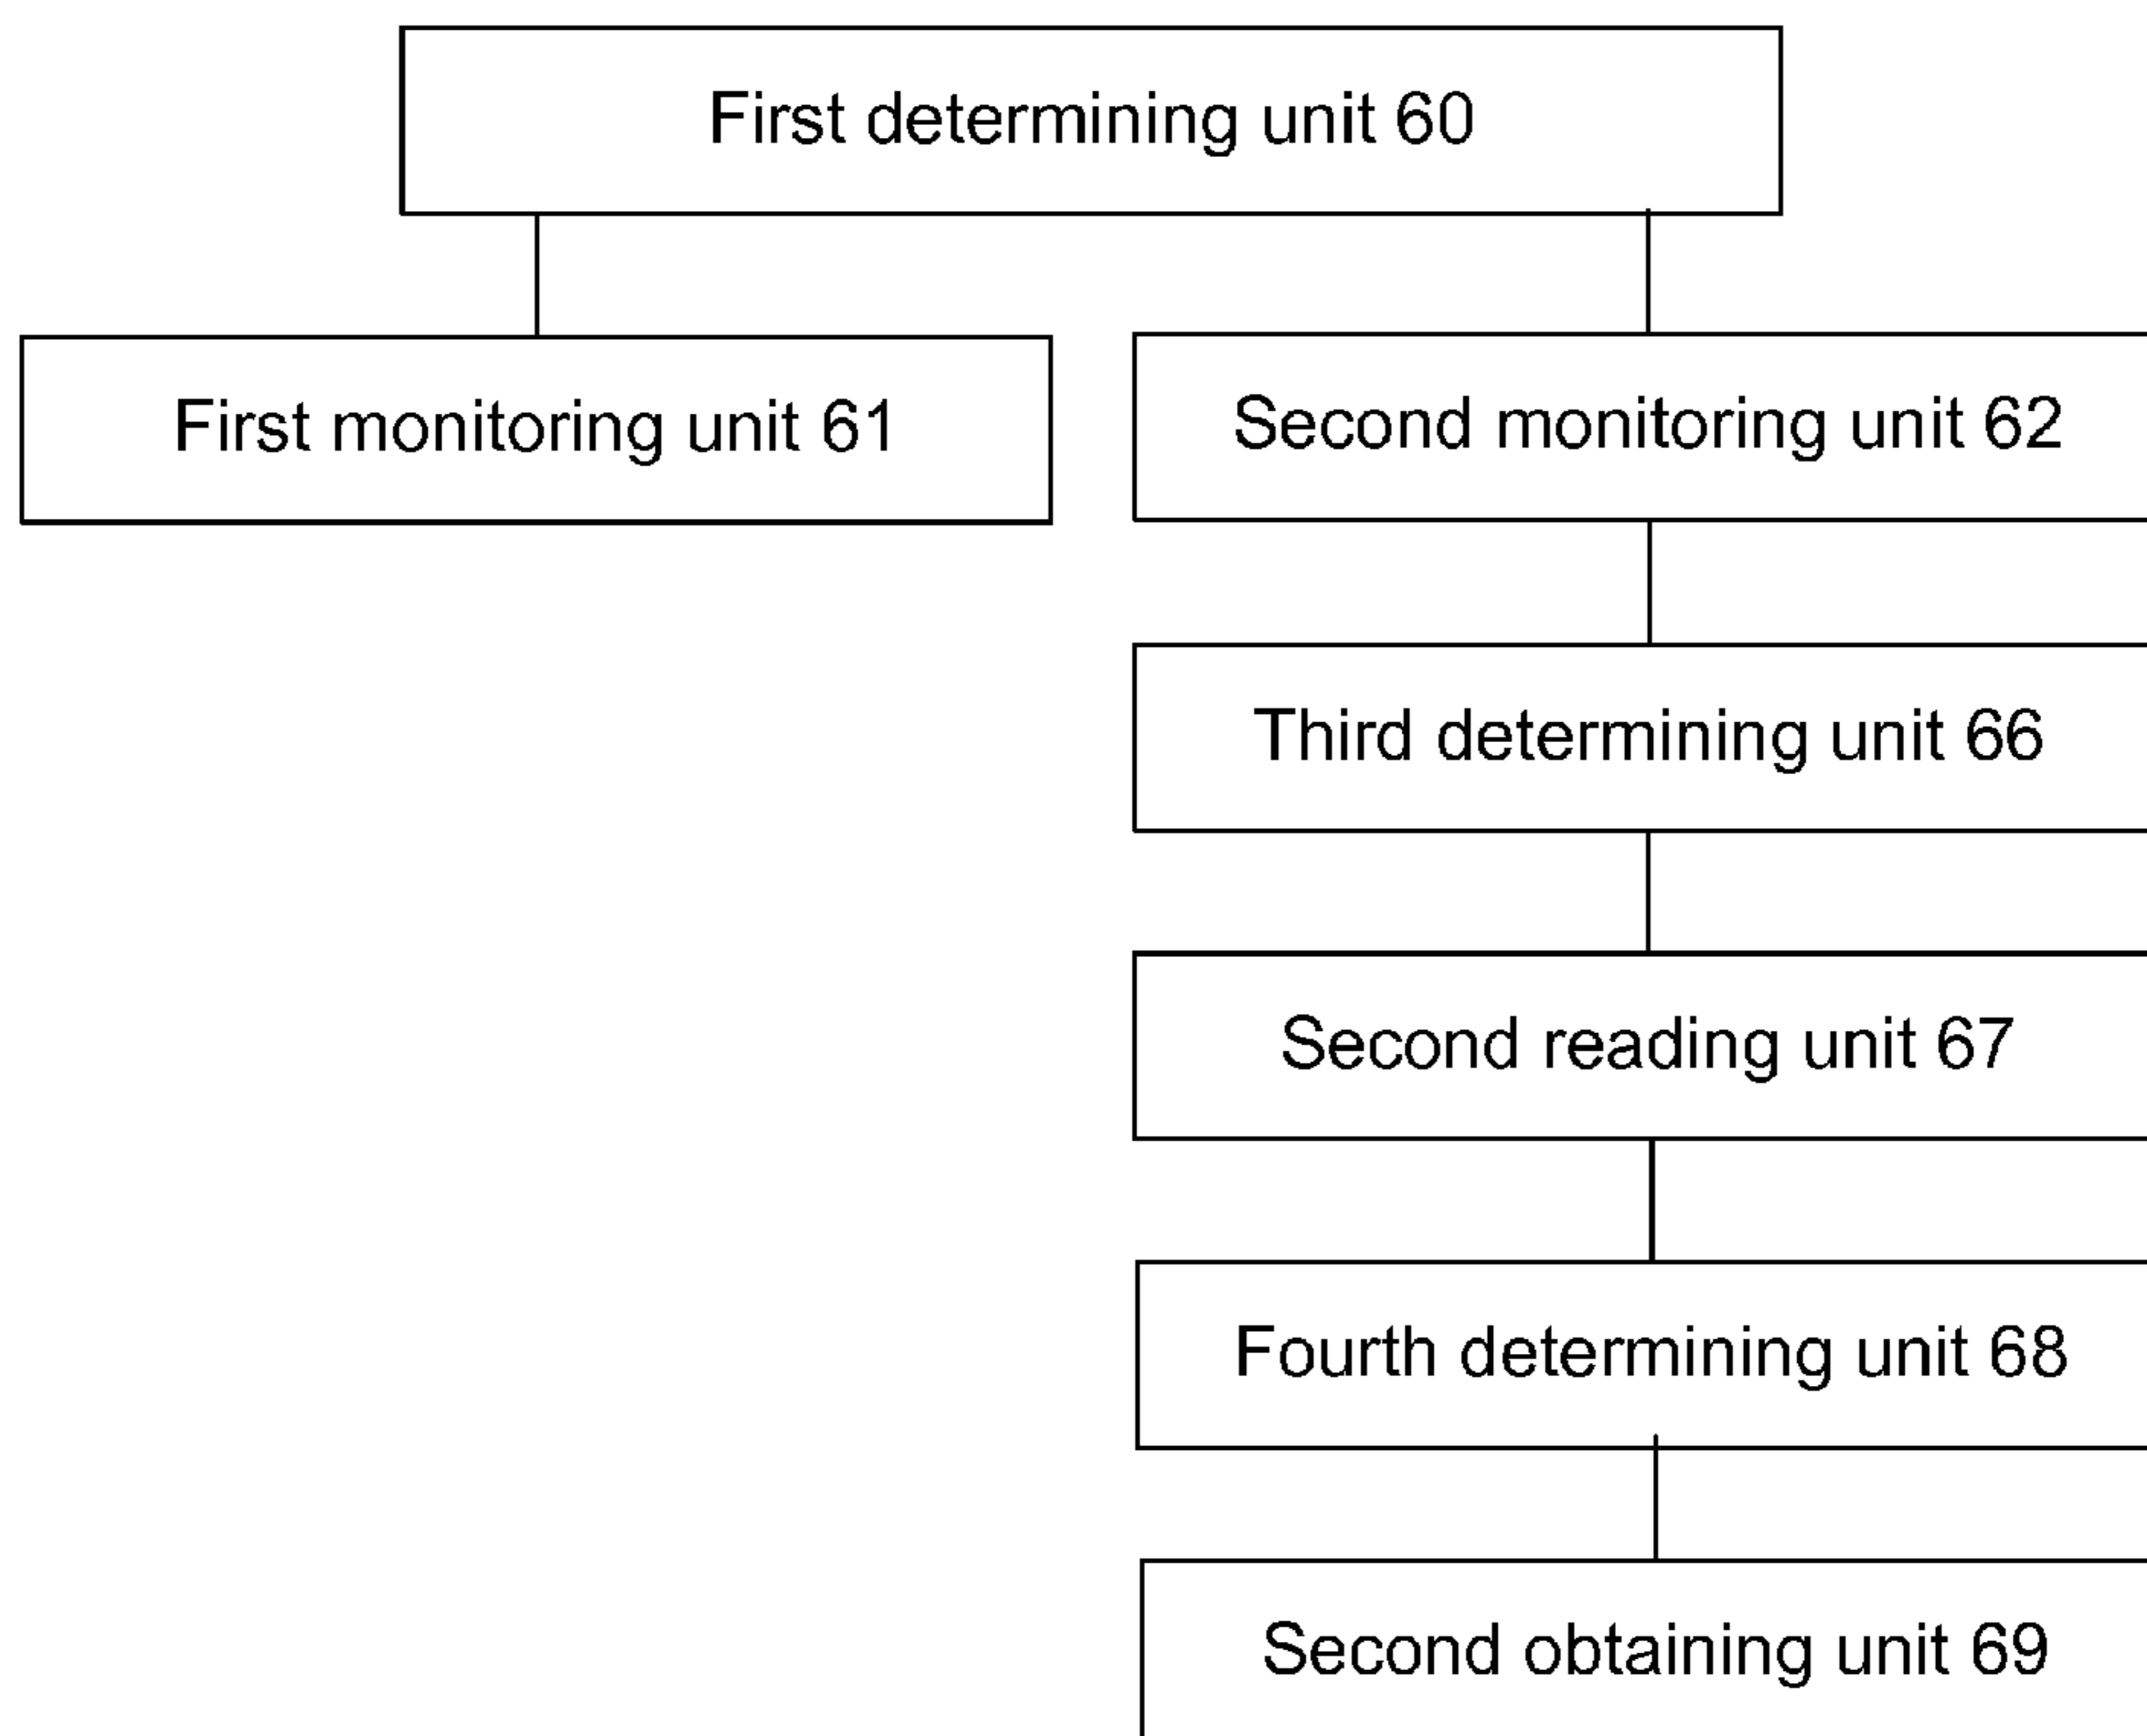 First determining unit 60
First monitoring unit 61
Second monitoring unit 62
Third determining unit 66
Second reading unit 67
Fourth determining unit 68
Second obtaining unit 69